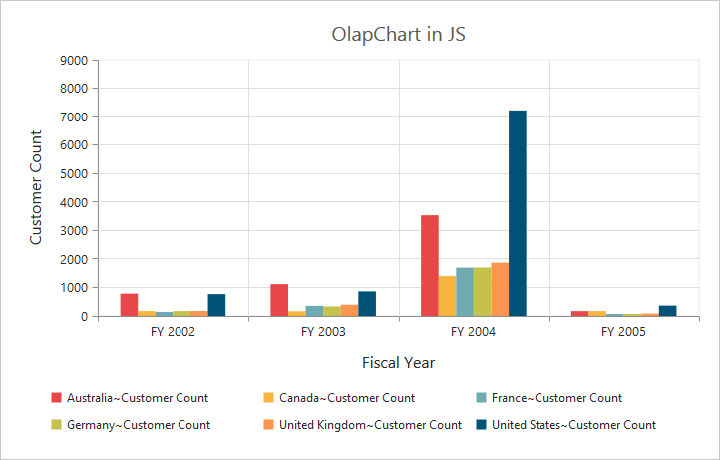 OlapChart in JS
9000
8000
7000
6000
5000
4000
3000
2000
1000
0
Customer Count
FY 2002 FY 2003 FY 2004 FY 2005
Fiscal Year
Australia~Customer Count Canada~Customer Count France~Customer Count
Germany~Customer Count United Kingdom~Customer Count United States~Customer Count